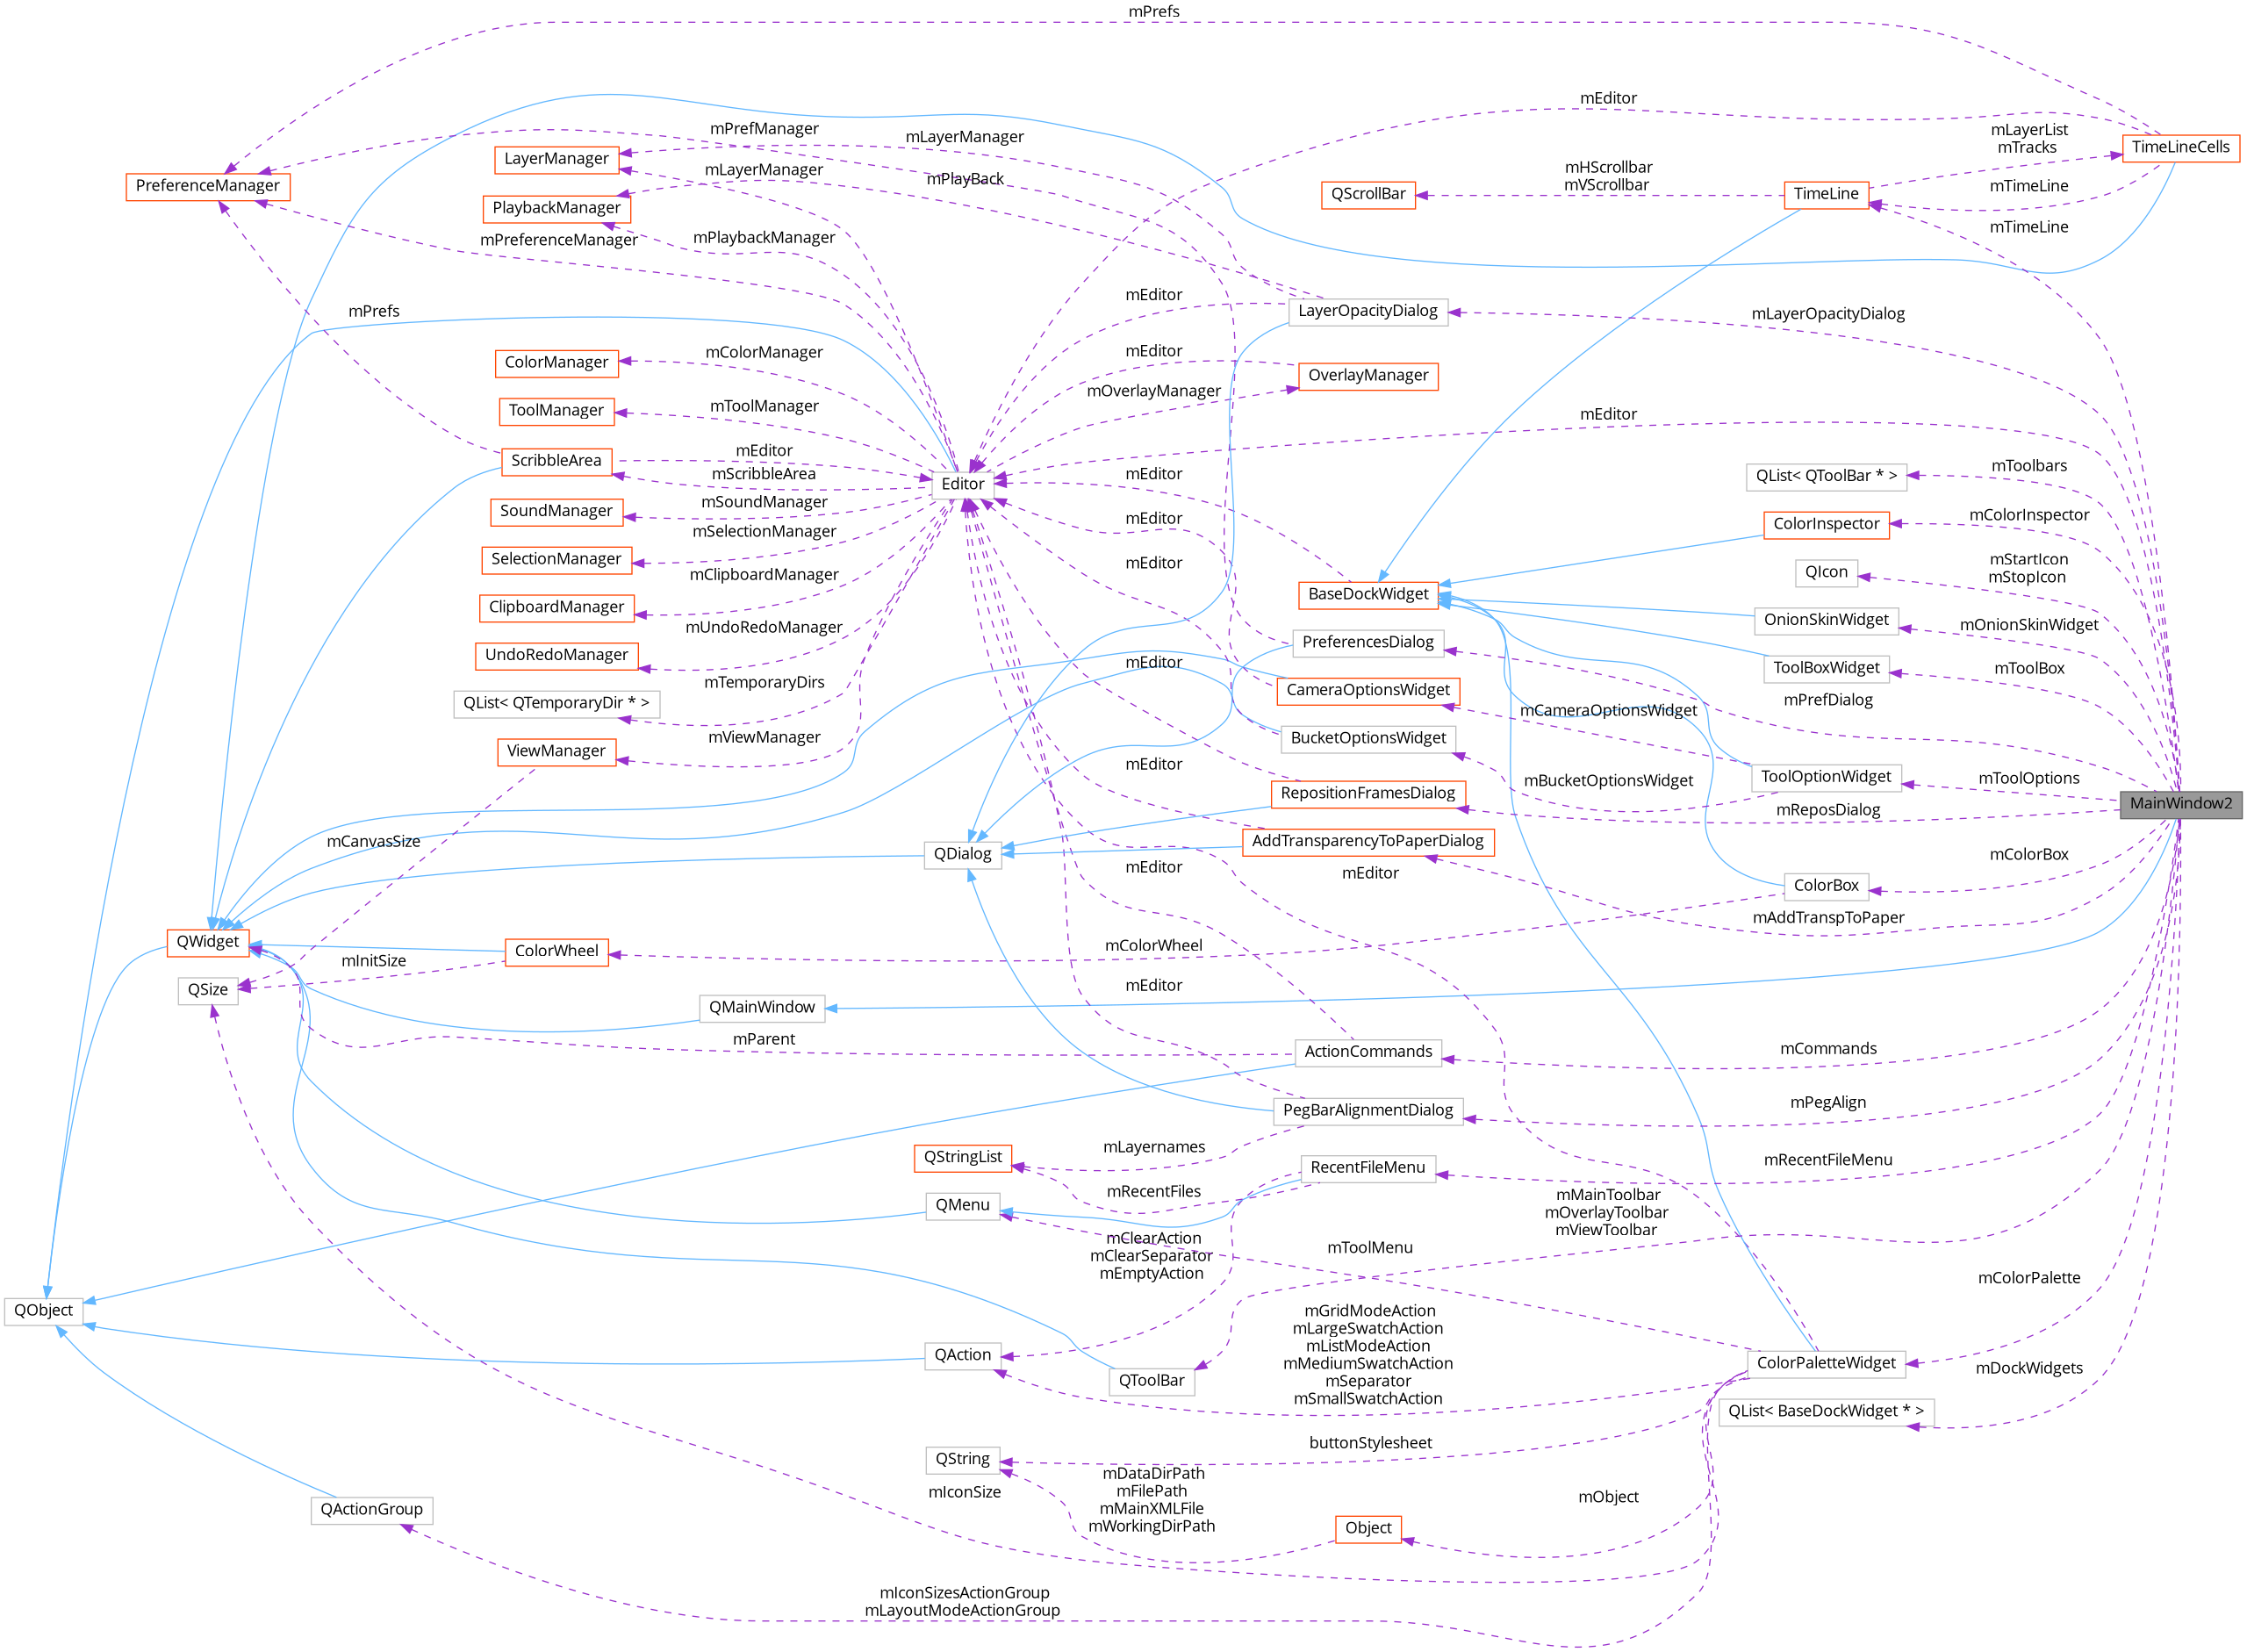 mPrefs
mEditor
mPrefManager
mLayerManager
mLayerList
mTracks
TimeLineCells
LayerManager
mLayerManager
mPlayBack
mHScrollbar
mVScrollbar
mTimeLine
PreferenceManager
QScrollBar
TimeLine
PlaybackManager
mPreferenceManager
mPlaybackManager
mTimeLine
mPrefs
mEditor
LayerOpacityDialog
mLayerOpacityDialog
ColorManager
mColorManager
mEditor
OverlayManager
mOverlayManager
ToolManager
mToolManager
mEditor
ScribbleArea
mEditor
mScribbleArea
Editor
mEditor
QList< QToolBar * >
mToolbars
SoundManager
mSoundManager
mEditor
ColorInspector
mColorInspector
SelectionManager
mSelectionManager
mEditor
QIcon
mStartIcon
mStopIcon
ClipboardManager
mClipboardManager
BaseDockWidget
OnionSkinWidget
mOnionSkinWidget
UndoRedoManager
mUndoRedoManager
PreferencesDialog
ToolBoxWidget
mToolBox
mEditor
QList< QTemporaryDir * >
mTemporaryDirs
CameraOptionsWidget
mCameraOptionsWidget
mPrefDialog
ViewManager
mViewManager
BucketOptionsWidget
mEditor
mBucketOptionsWidget
ToolOptionWidget
mToolOptions
RepositionFramesDialog
mReposDialog
MainWindow2
mCanvasSize
QDialog
AddTransparencyToPaperDialog
mEditor
mEditor
ColorBox
mColorBox
mAddTranspToPaper
QWidget
ColorWheel
mColorWheel
mInitSize
QSize
mEditor
QMainWindow
mParent
ActionCommands
mCommands
PegBarAlignmentDialog
mPegAlign
QStringList
mLayernames
RecentFileMenu
mRecentFileMenu
mRecentFiles
QMenu
mMainToolbar
mOverlayToolbar
mViewToolbar
mClearAction
mClearSeparator
mEmptyAction
mToolMenu
mColorPalette
QObject
mGridModeAction
mLargeSwatchAction
mListModeAction
mMediumSwatchAction
mSeparator
mSmallSwatchAction
QAction
QToolBar
ColorPaletteWidget
mDockWidgets
QList< BaseDockWidget * >
buttonStylesheet
QString
mDataDirPath
mFilePath
mMainXMLFile
mWorkingDirPath
mIconSize
mObject
QActionGroup
Object
mIconSizesActionGroup
mLayoutModeActionGroup